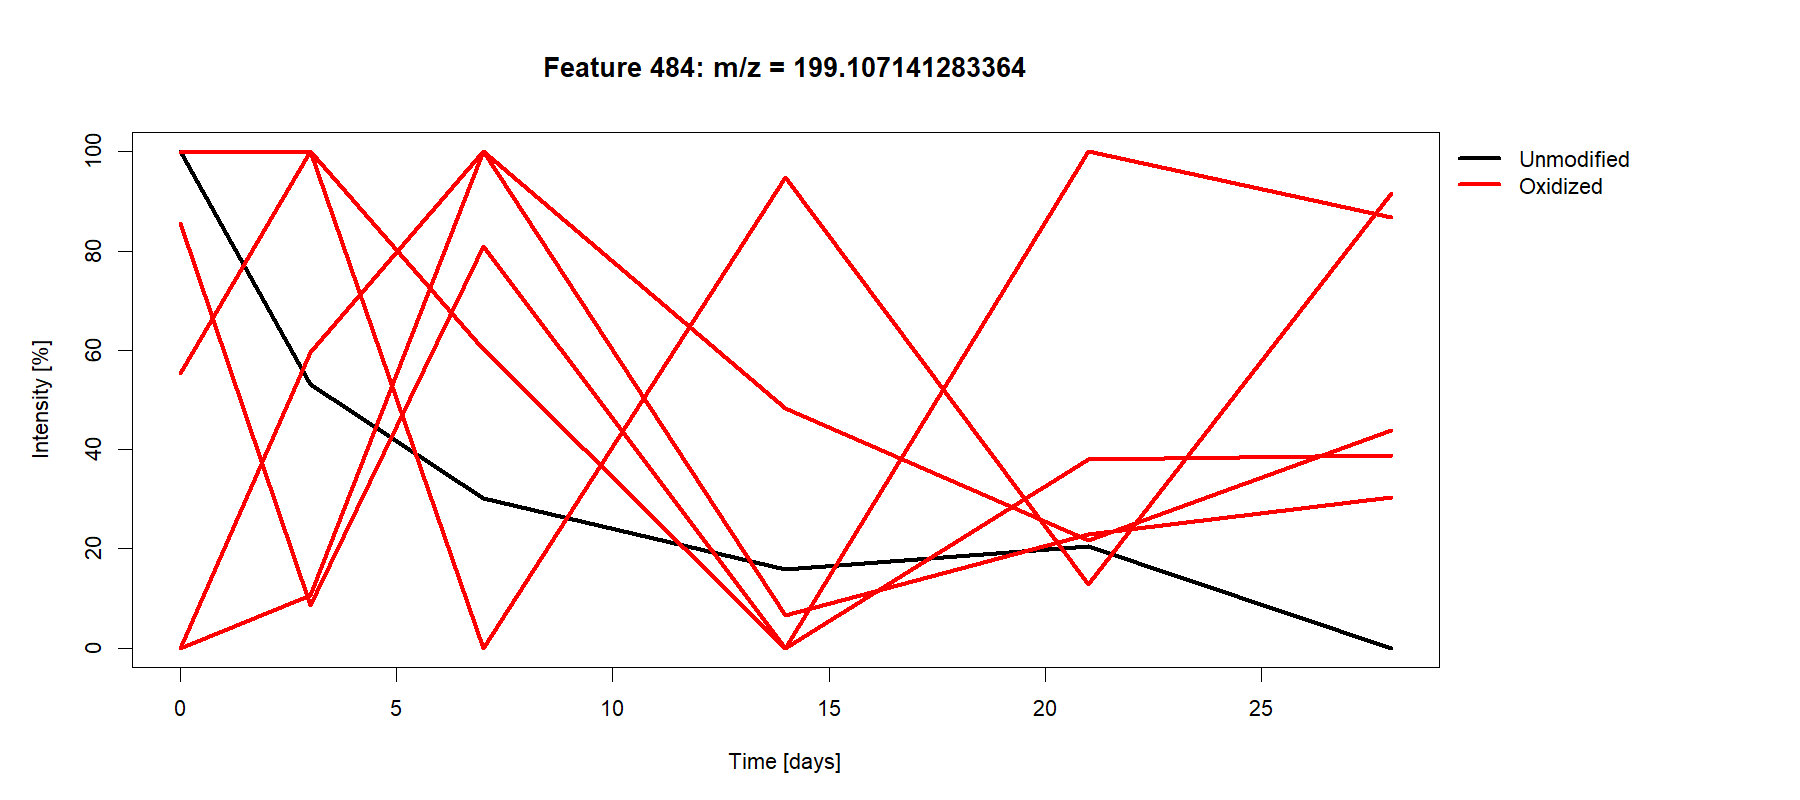 Feature 484: m/z = 199.107141283364
Unmodified
Oxidized
Intensity [%]
100
80
60
40
20
0
0 5 10 15 20 25
Time [days]